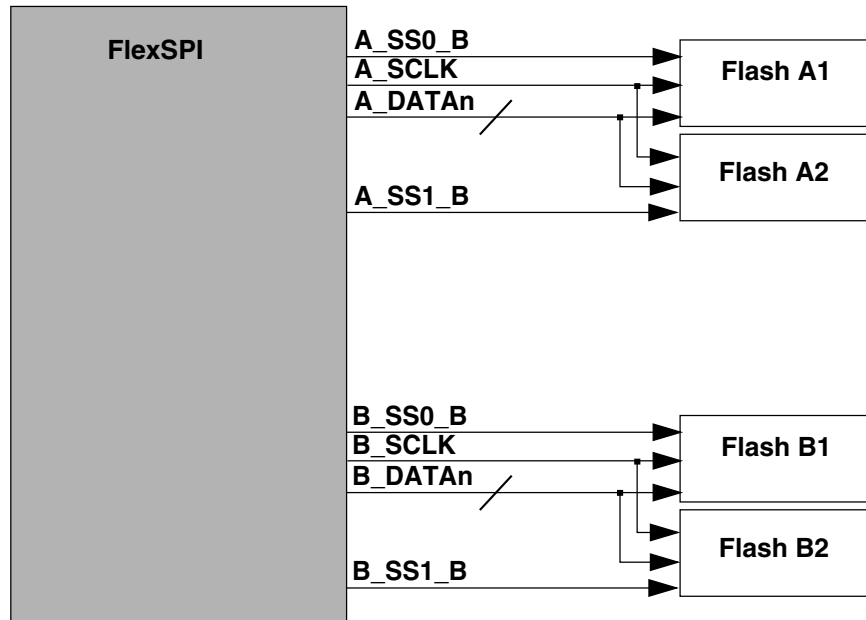 FlexSPI
A_SS0_B
A_SCLK
A_DATAn
A_SS1_B
Flash A1
Flash A2
B_SS0_B
B_SCLK
B_DATAn
B_SS1_B
Flash B1
Flash B2